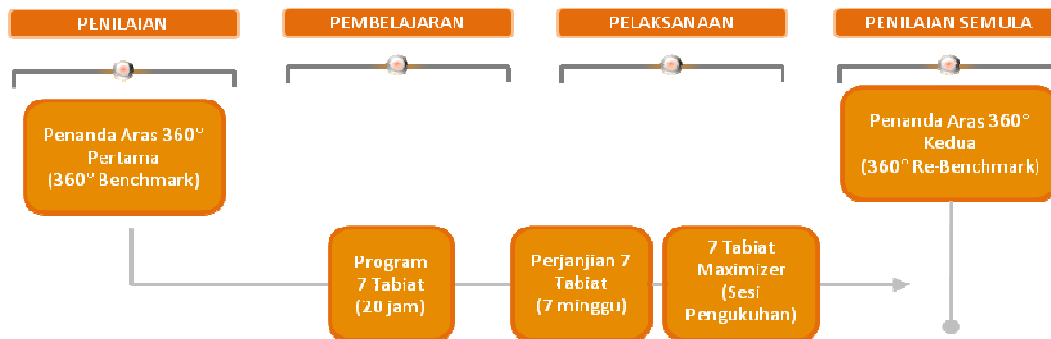 PENILAIAN
PEMBELAJARAN
PELAKSANAAN
PENILAIAN SEMULA
Penanda Aras 360°
Pertama
(360° Benchmark)
Penanda Aras 360°
Kedua
(360° Re-Benchmark)
Program
7 Tabiat
(20 jam)
Perjanjian 7
Tabiat
(7 minggu)
7 Tabiat
Maximizer
(Sesi
Pengukuhan)